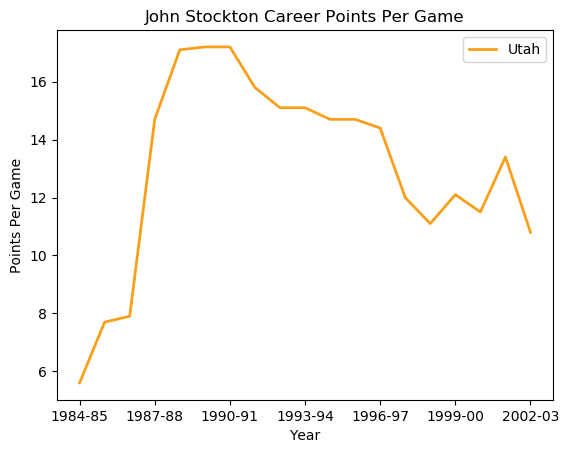 John Stockton Career Points Per Game
Utah
Points Per Game
16
14
12
10
8
6
1984-85 1987-88 1990-91 1993-94 1996-97 1999-00 2002-03
Year